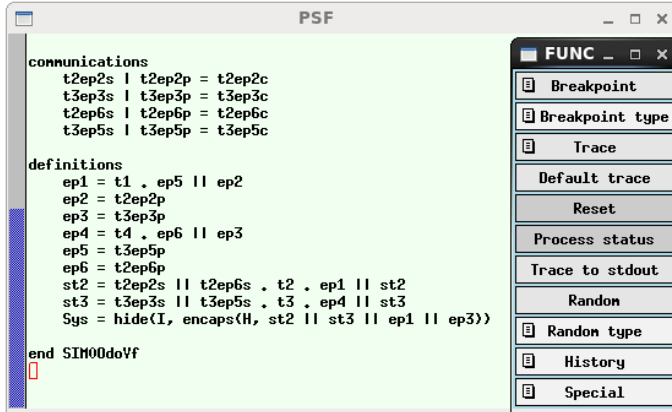 PSF
communications
t2ep2s | t2ep2p = t2ep2c
t3ep3s | t3ep3p = t3ep3c
t2ep6s | t2ep6p = t2ep6c
t3ep5s | t3ep5p = t3ep5c
definitions
ep1 = t1 . ep5 || ep2
ep2 = t2ep2p
ep3 = t3ep3p
ep4 = t4 . ep6 || ep3
ep5 = t3ep5p
ep6 = t2ep6p
st2 = t2ep2s || t2ep6s . t2 . ep1 || st2
st3 = t3ep3s || t3ep5s . t3 . ep4 || st3
Sys = hide(I, encaps(H, st2 || st3 || ep1 || ep3))
end SIM00doVf
FUNC
Breakpoint
Breakpoint type
Trace
Default trace
Reset
Process status
Trace to stdout
Random
Random type
History
Special